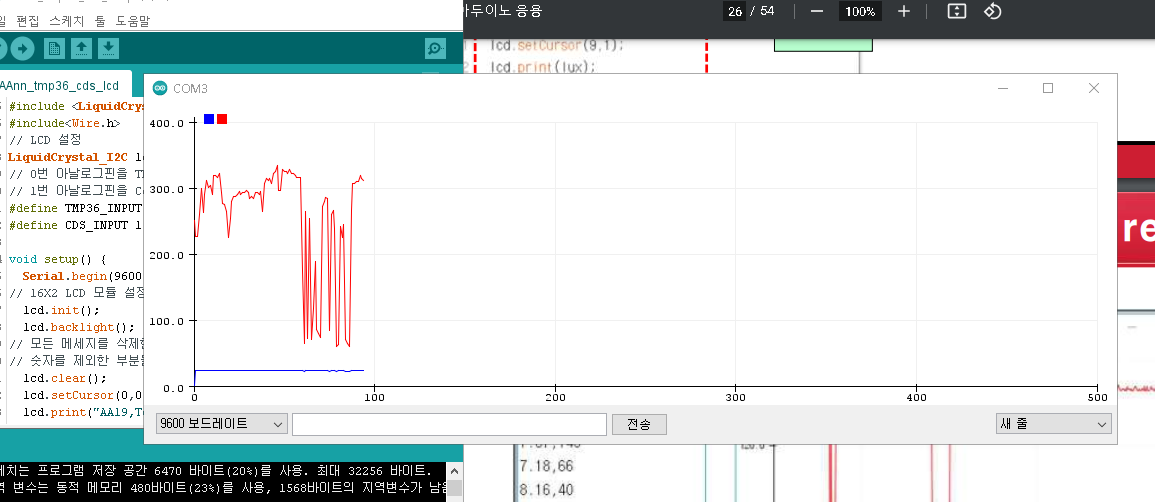 편집 스케치 툴 도움말
아두이노 응용
26 / 54
100%
lcd.setCursor(9,1);
lcd.print(lux);
AAnn_tmp36_cds_lcd
COM3
#include <LiquidCrys
#include<Wire.h>
// LCD 설정
LiquidCrystal_I2C l
// 0번 아날로그핀을 T
// 1번 아날로그핀을 C
#define TMP36_INPUT
#define CDS_INPUT 1
void setup() {
Serial.begin(9600
// 16X2 LCD 모듈 설정
lcd.init();
lcd.backlight();
// 모든 메세지를 삭제한
// 숫자를 제외한 부분
lcd.clear();
lcd.setCursor(0,0
lcd.print("AA19,T
400.0
300.0
200.0
100.0
0.0
0 100 200 300 400 500
9600 보드레이트
전송
새 줄
re
7.18,66
8.16,40
케치는 프로그램 저장 공간 6470 바이트(20%)를 사용. 최대 32256 바이트.
역 변수는 동적 메모리 480바이트(23%)를 사용, 1568바이트의 지역변수가 남음